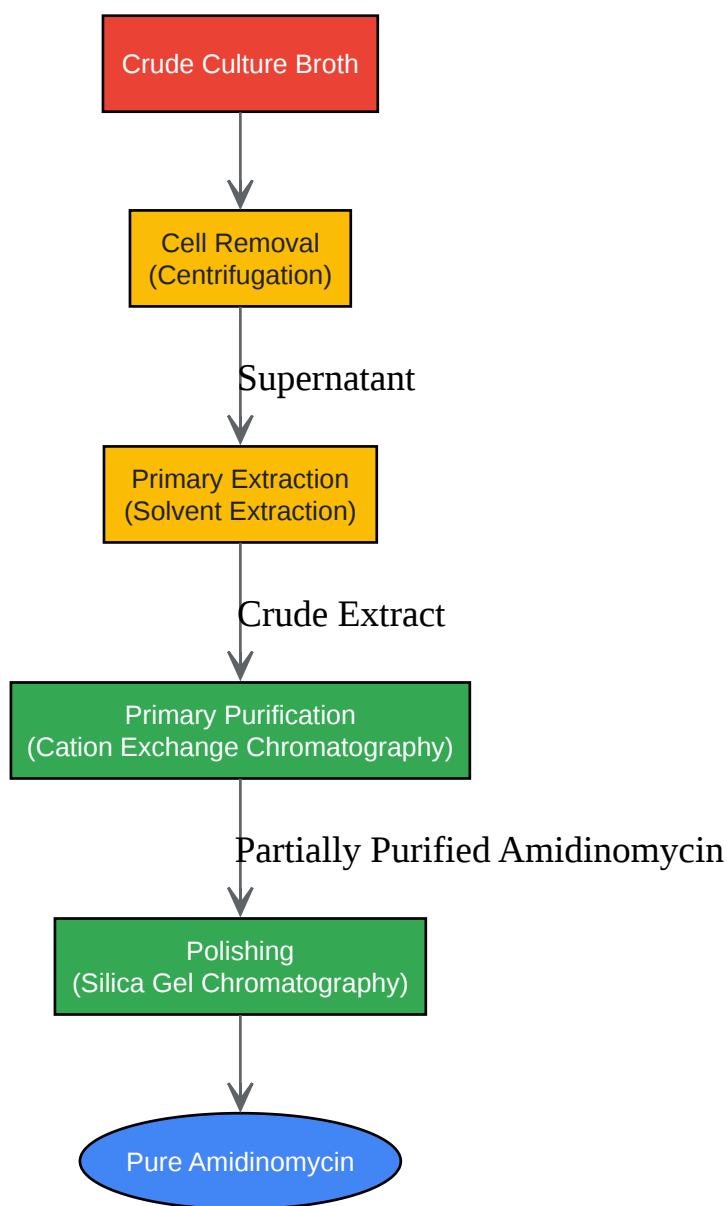 Crude Culture Broth
Cell Removal
(Centrifugation)
Supernatant
Primary Extraction
(Solvent Extraction)
Crude Extract
Primary Purification
(Cation Exchange Chromatography)
Partially Purified Amidinomycin
Polishing
(Silica Gel Chromatography)
Pure Amidinomycin